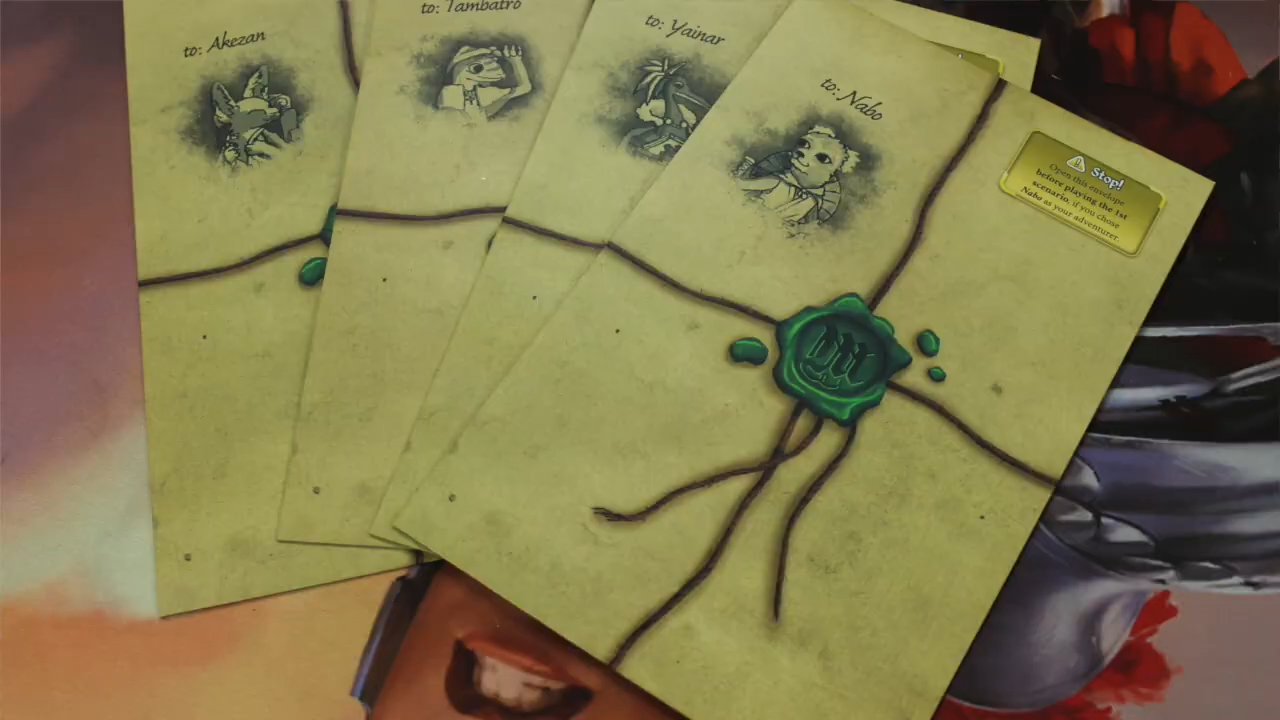 to: Akezan
to: Tambatro
to: Yainar
to: Nabo
Stop!
Open this envelope
before playing the 1st
scenario, if you chose
Nabo as your adventurer.